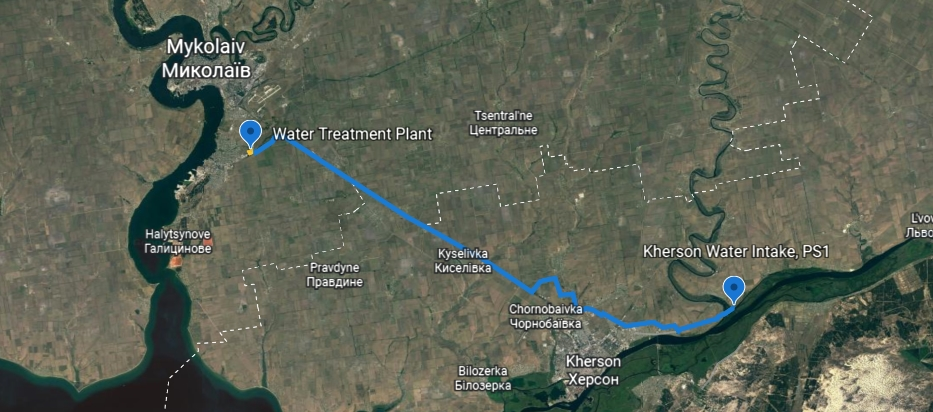 Mykolaiv
Миколаїв
Tsentral'ne
Центральне
Water Treatment Plant
Halytsynove
Галицинове
Kyselivka
Киселівка
Pravdyne
Правдине
Kherson Water Intake, PS1
Chornobaivka
Чорнобаївка
Kherson
Херсон
Bilozerka
Білозерка